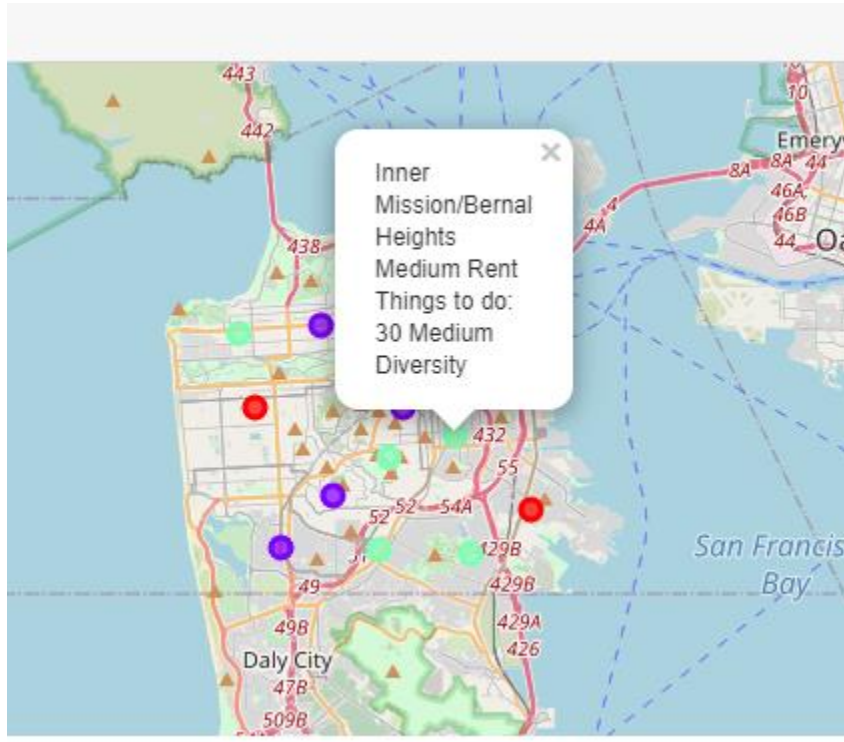 443
10
442
Emery
8A 44
8A
46A
46B
4
4A
44
Oa
438
×
Inner
Mission/Bernal
Heights
Medium Rent
Things to do:
30 Medium
Diversity
432
55
52
54A
52
429B
San Francis
Bay
49
429B
429A
49B
426
Daly City
47B
509B